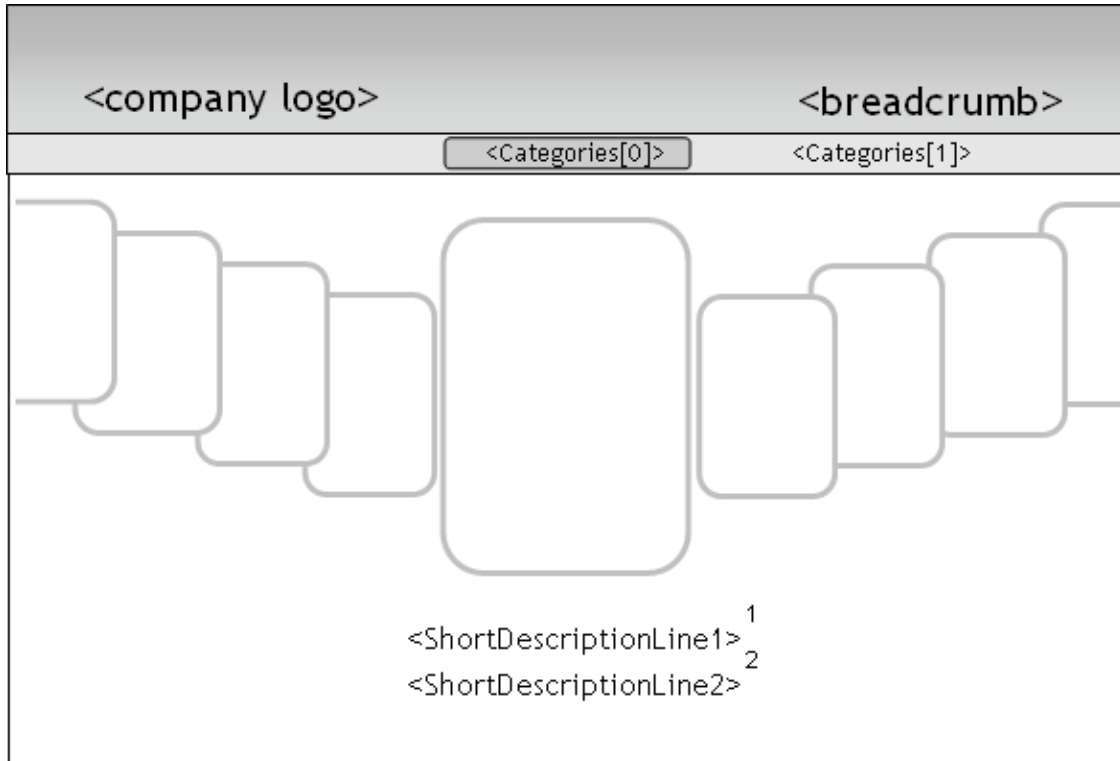 <company logo> <breadcrumb>
<Categories[0]> <Categories[1]>
<ShortDescriptionLine1>1
<ShortDescriptionLine2>2